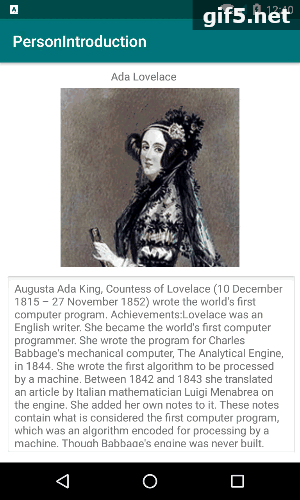 gif5.net
12:40
PersonIntroduction
Ada Lovelace
Augusta Ada King, Countess of Lovelace (10 December
1815 – 27 November 1852) wrote the world's first
computer program. Achievements:Lovelace was an
English writer. She became the world's first computer
programmer. She wrote the program for Charles
Babbage's mechanical computer, The Analytical Engine,
in 1844. She wrote the first algorithm to be processed
by a machine. Between 1842 and 1843 she translated
an article by Italian mathematician Luigi Menabrea on
the engine. She added her own notes to it. These notes
contain what is considered the first computer program,
which was an algorithm encoded for processing by a
machine. Though Babbage's engine was never built.